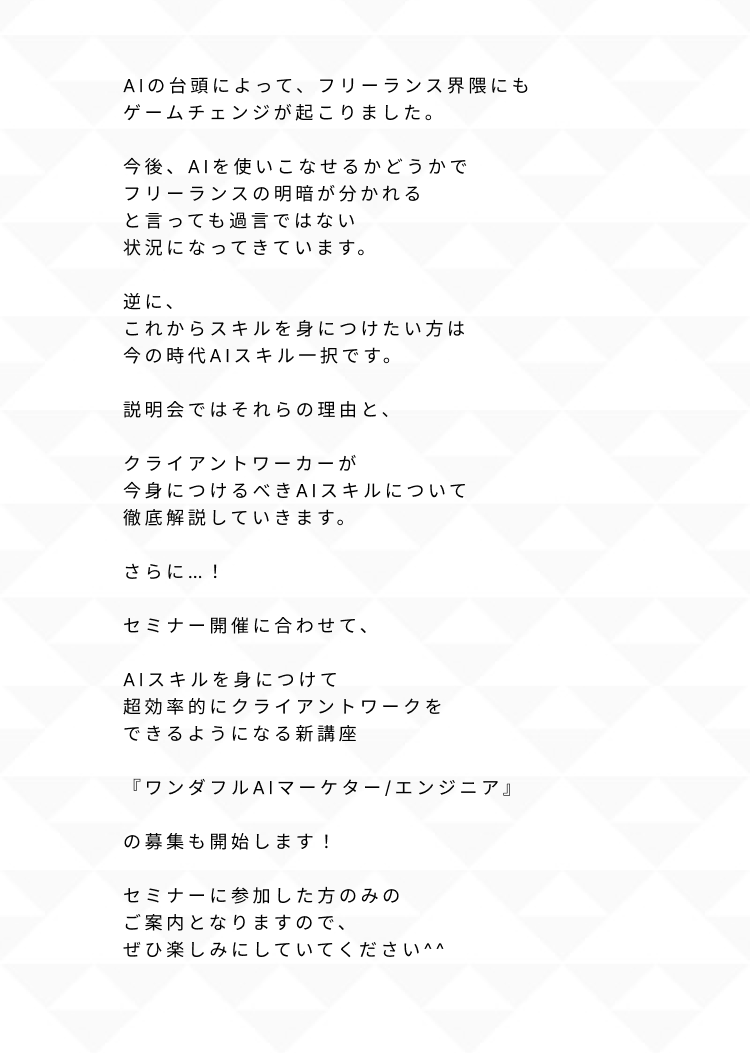 AIの台頭によって、フリーランス界隈にも
ゲームチェンジが起こりました。
今後、AIを使いこなせるかどうかで
フリーランスの明暗が分かれる
と言っても過言ではない
状況になってきています。
逆に、
これからスキルを身につけたい方は
今の時代AIスキル一択です。
説明会ではそれらの理由と、
クライアントワーカーが
今身につけるべきAIスキルについて
徹底解説していきます。
さらに…！
セミナー開催に合わせて、
AIスキルを身につけて
超効率的にクライアントワークを
できるようになる新講座
『ワンダフルAIマーケター/エンジニア』
の募集も開始します！
セミナーに参加した方のみの
ご案内となりますので、
ぜひ楽しみにしていてください^^